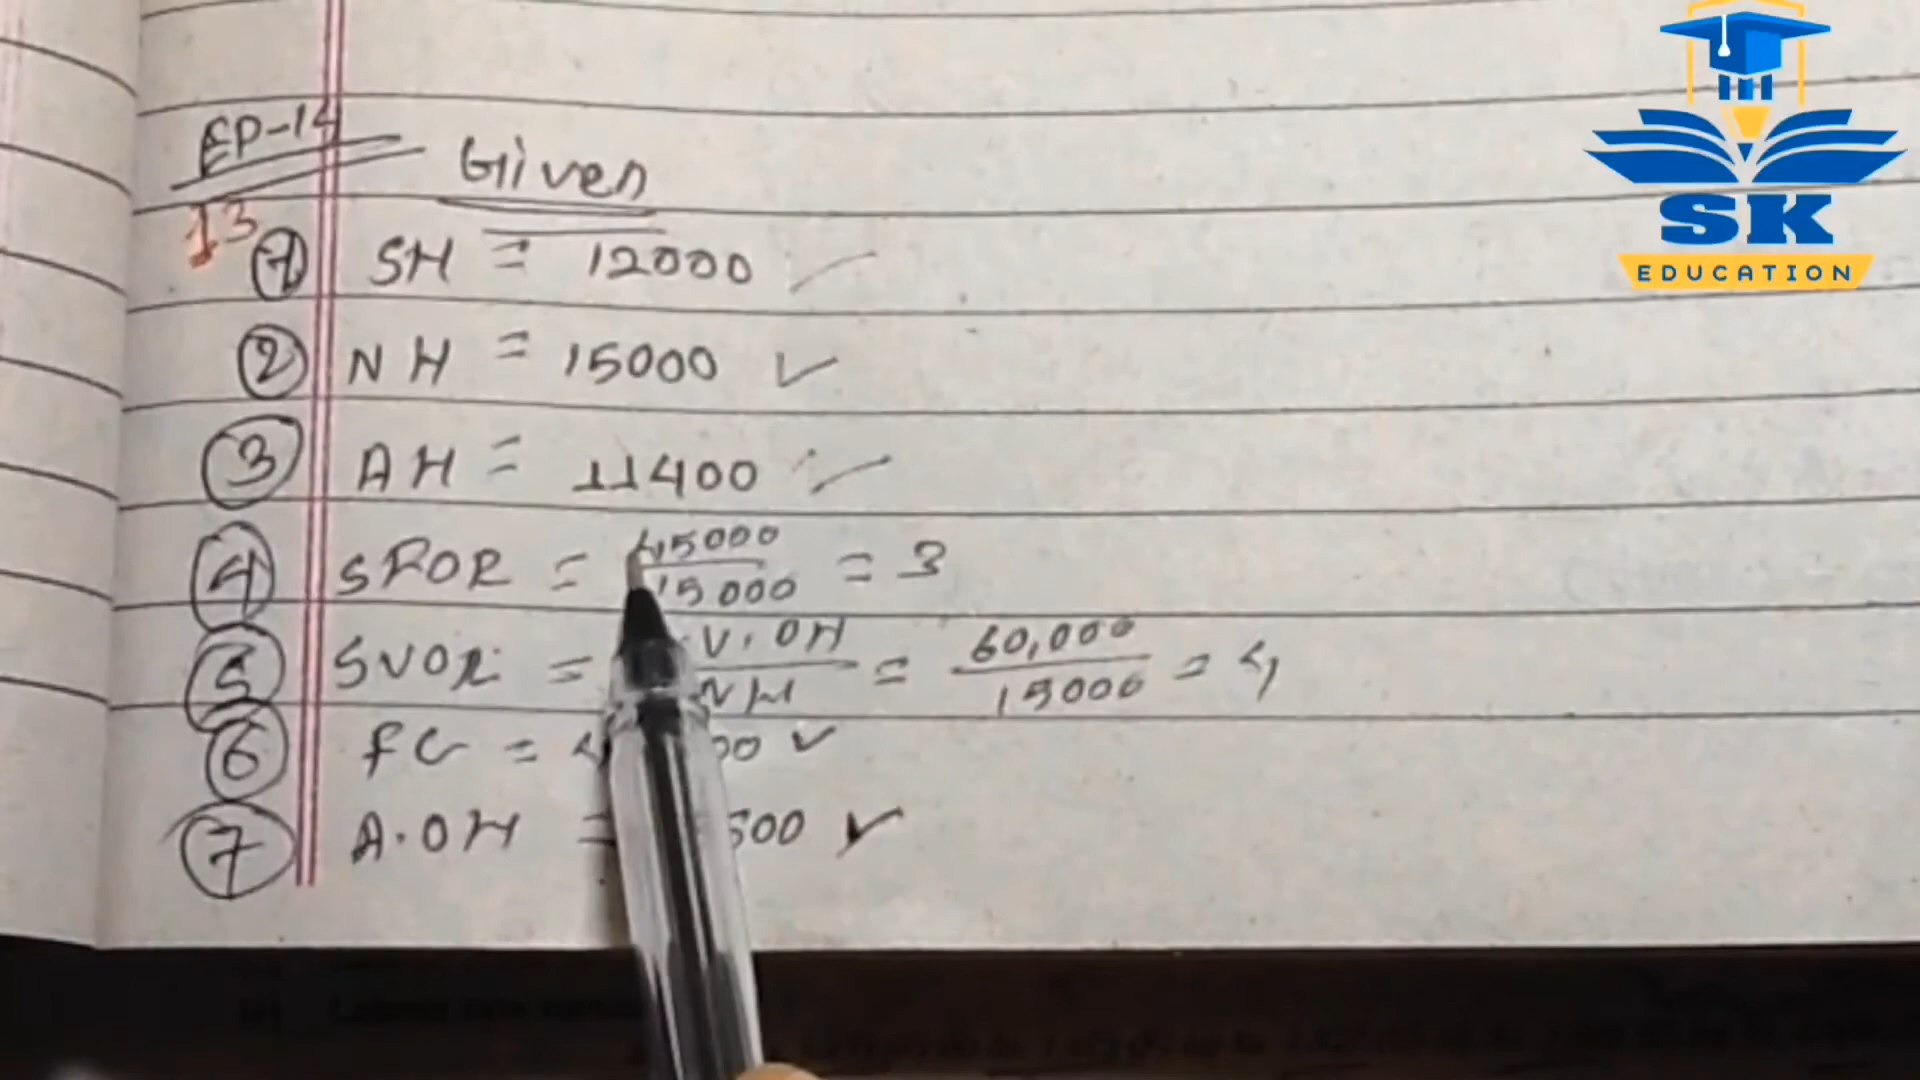 EP-14
Given
13
① SH = 12000 ✓
② NH = 15000 ✓
③ AH = 11400 ✓
④ SFOR = 45000 / 15000 = 3
⑤ SVOR = V.OH / NH = 60,000 / 15000 = 4
⑥ FC = ✓
⑦ A.OH = ✓
SK
EDUCATION